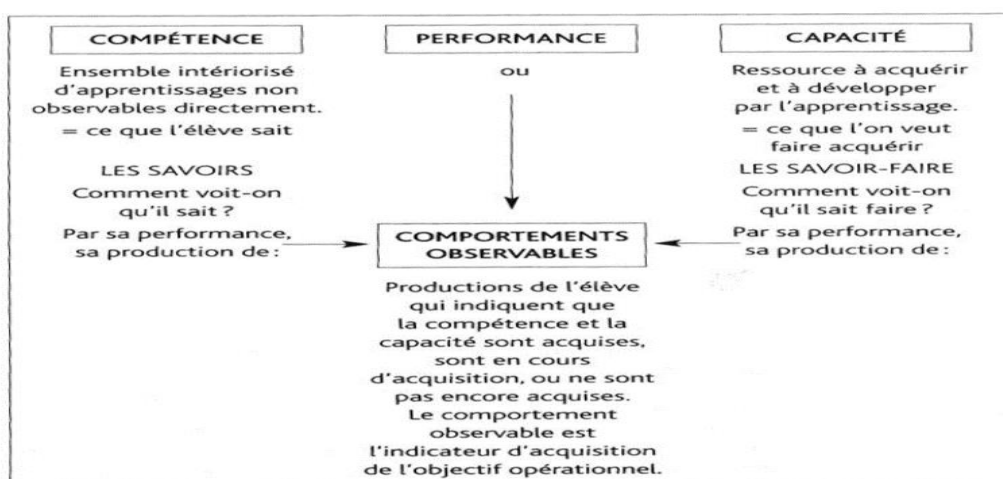 COMPÉTENCE
Ensemble intériorisé
d'apprentissages non
observables directement.
= ce que l'élève sait
LES SAVOIRS
Comment voit-on
qu'il sait ?
Par sa performance,
sa production de :
PERFORMANCE
ou
COMPORTEMENTS
OBSERVABLES
Productions de l'élève
qui indiquent que
la compétence et la
capacité sont acquises,
sont en cours
d'acquisition, ou ne sont
pas encore acquises.
Le comportement
observable est
l'indicateur d'acquisition
de l'objectif opérationnel.
CAPACITÉ
Ressource à acquérir
et à développer
par l'apprentissage.
= ce que l'on veut
faire acquérir
LES SAVOIR-FAIRE
Comment voit-on
qu'il sait faire ?
Par sa performance,
sa production de :